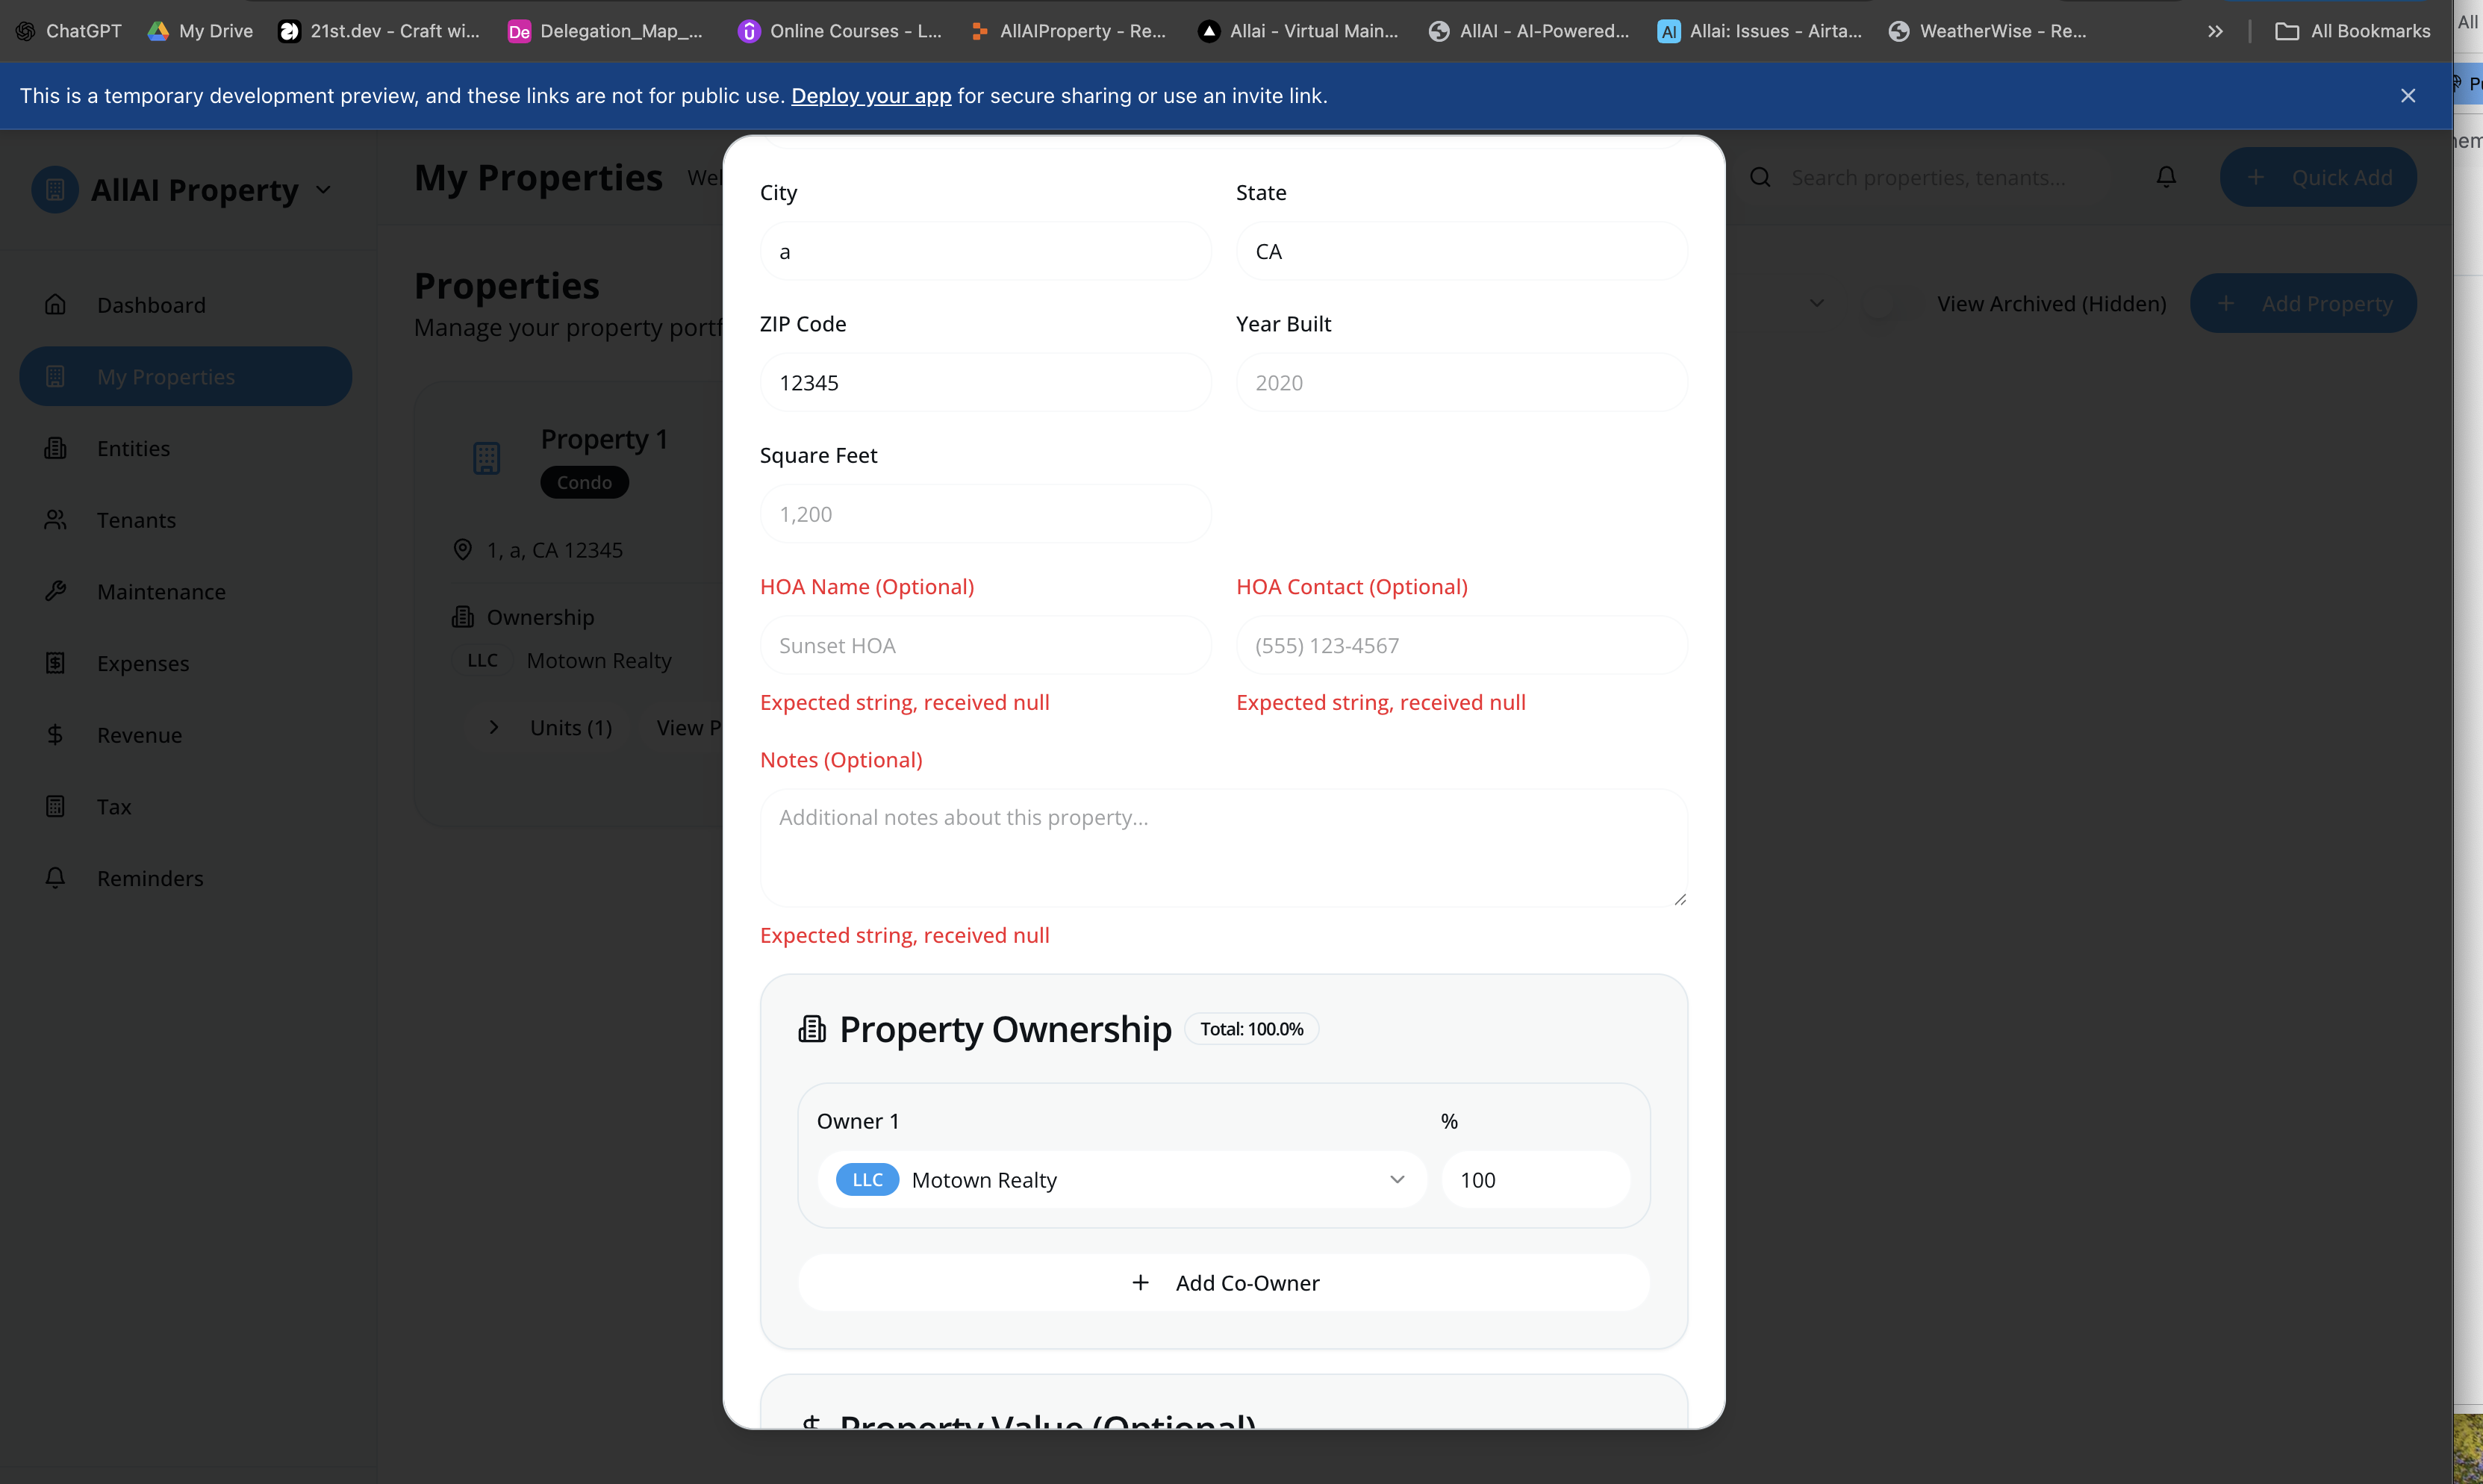 ChatGPT
My Drive
21st.dev - Craft wi...
De
Delegation_Map_...
Online Courses - L...
AllAIProperty - Re...
Allai - Virtual Main...
AllAI - AI-Powered...
AI
Allai: Issues - Airta...
WeatherWise - Re...
All Bookmarks
All
This is a temporary development preview, and these links are not for public use. Deploy your app for secure sharing or use an invite link.
AllAI Property
My Properties
Search properties, tenants...
+ Quick Add
Dashboard
My Properties
Entities
Tenants
Maintenance
Expenses
Revenue
Tax
Reminders
Properties
Manage your property
View Archived (Hidden)
+ Add Property
Property 1
Condo
1, a, CA 12345
Ownership
LLC
Motown Realty
Units (1)
View
City
State
a
CA
ZIP Code
Year Built
12345
2020
Square Feet
1,200
HOA Name (Optional)
HOA Contact (Optional)
Sunset HOA
(555) 123-4567
Expected string, received null
Expected string, received null
Notes (Optional)
Additional notes about this property...
Expected string, received null
Property Ownership
Total: 100.0%
Owner 1
%
LLC
Motown Realty
100
+ Add Co-Owner
$ Property Value (Optional)